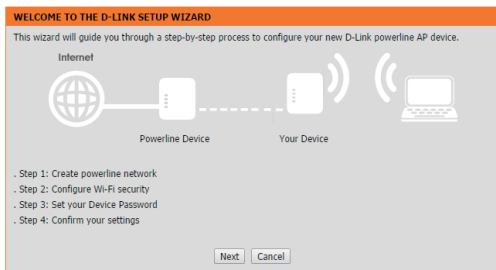 WELCOME TO THE D-LINK SETUP WIZARD
This wizard will guide you through a step-by-step process to configure your new D-Link powerline AP device.
Internet
Powerline Device
Your Device
. Step 1: Create powerline network
. Step 2: Configure Wi-Fi security
. Step 3: Set your Device Password
. Step 4: Confirm your settings
Next
Cancel